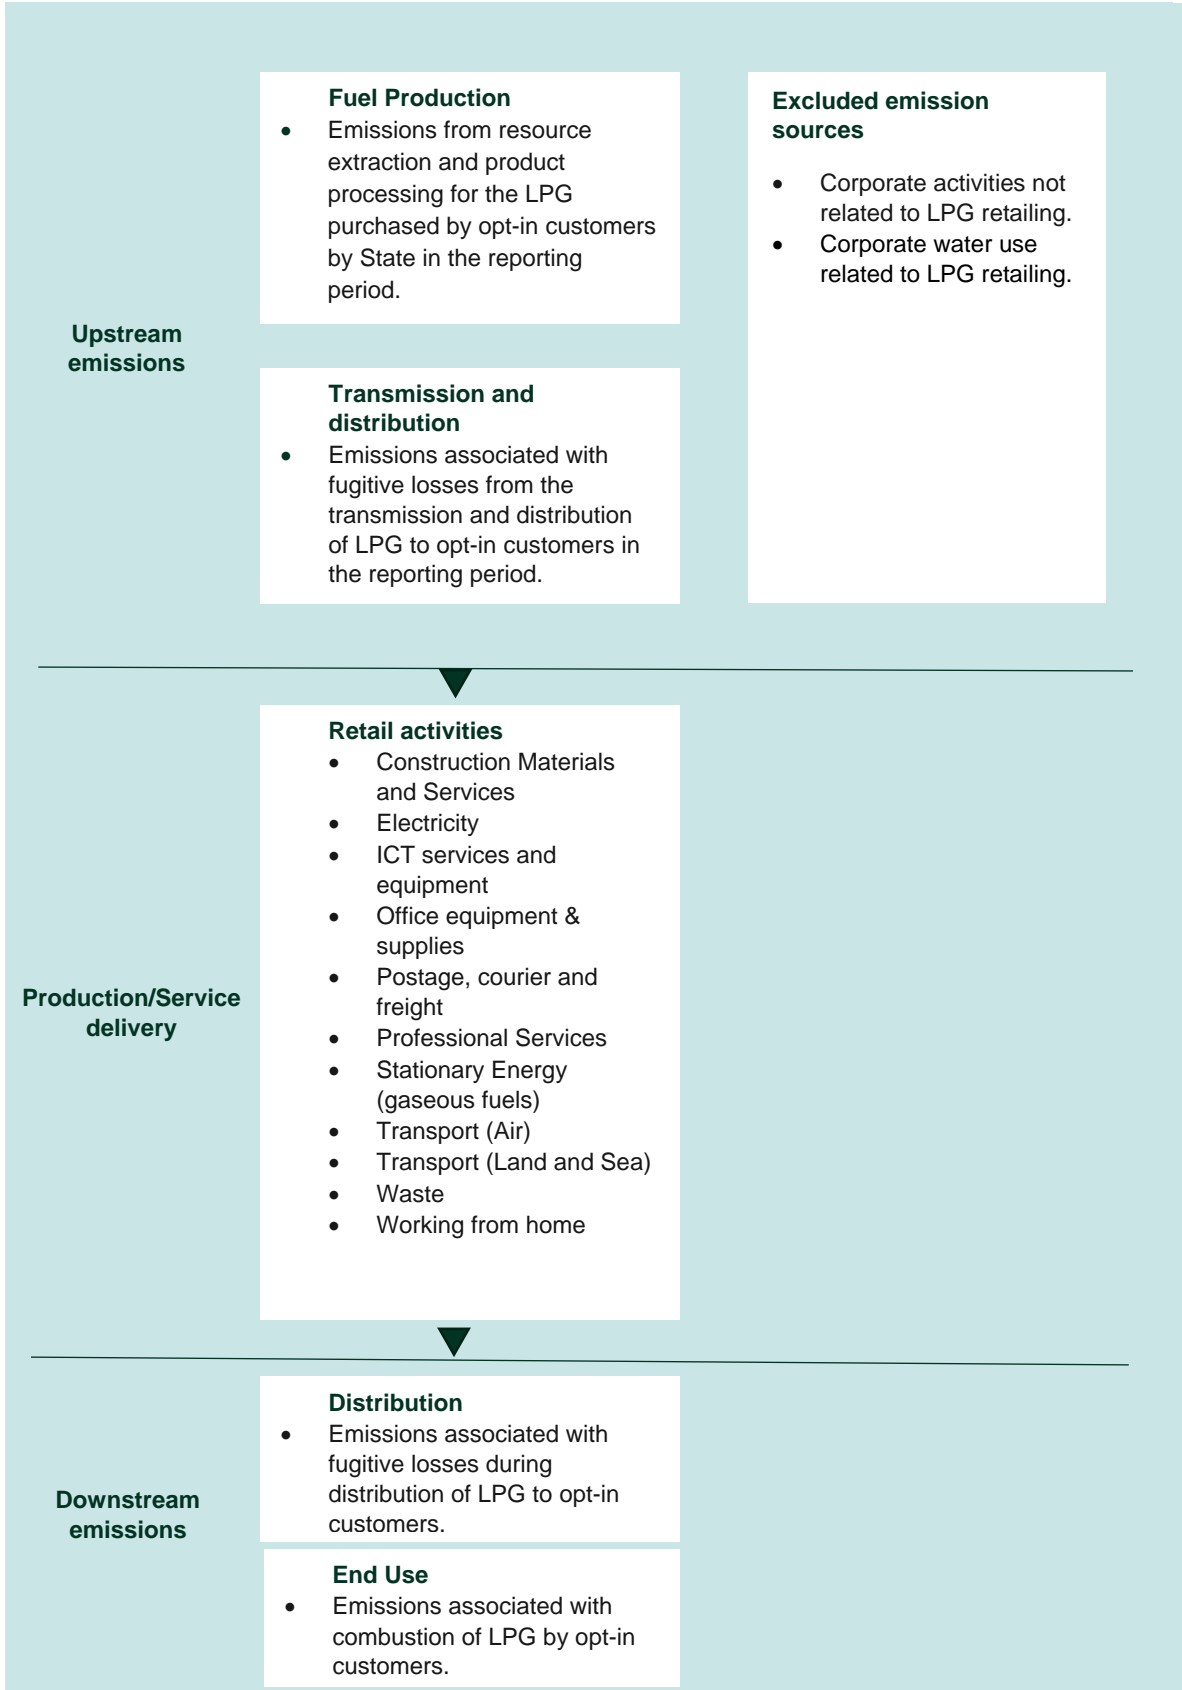 Upstream
emissions
Fuel Production
• Emissions from resource
extraction and product
processing for the LPG
purchased by opt-in customers
by State in the reporting
period.
Transmission and
distribution
• Emissions associated with
fugitive losses from the
transmission and distribution
of LPG to opt-in customers in
the reporting period.
Excluded emission
sources
• Corporate activities not
related to LPG retailing.
• Corporate water use
related to LPG retailing.
Production/Service
delivery
Retail activities
• Construction Materials
and Services
• Electricity
• ICT services and
equipment
• Office equipment &
supplies
• Postage, courier and
freight
• Professional Services
• Stationary Energy
(gaseous fuels)
• Transport (Air)
• Transport (Land and Sea)
• Waste
• Working from home
Downstream
emissions
Distribution
• Emissions associated with
fugitive losses during
distribution of LPG to opt-in
customers.
End Use
• Emissions associated with
combustion of LPG by opt-in
customers.